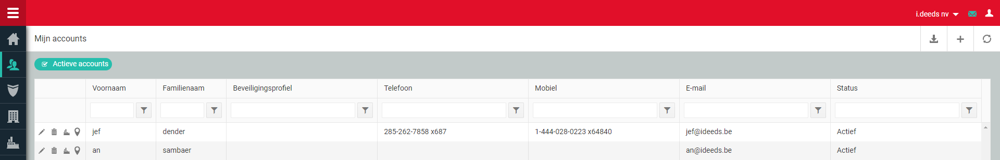 i.deeds nv
Mijn accounts
Actieve accounts
Voornaam Familienaam Beveiligingsprofiel Telefoon Mobiel E-mail Status
jef dender 285-262-7858 x687 1-444-028-0223 x64840 jef@ideeds.be Actief
an sambaer an@ideeds.be Actief